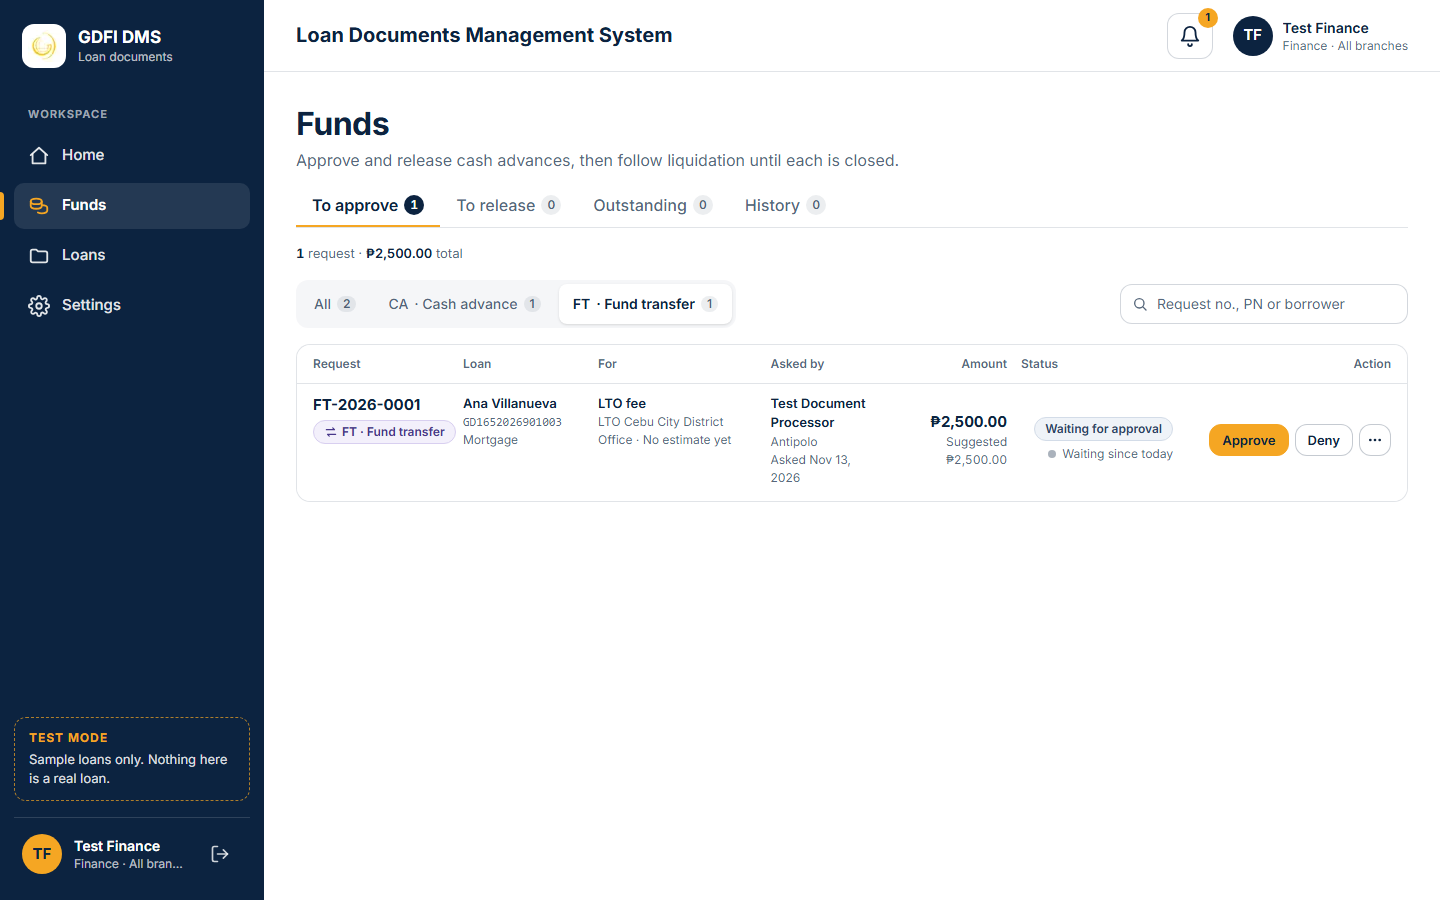 GDFI DMS
Loan documents
WORKSPACE
Home
Funds
Loans
Settings
TEST MODE
Sample loans only. Nothing here
is a real loan.
TF
Test Finance
Finance · All bran...
Loan Documents Management System
1
TF
Test Finance
Finance · All branches
Funds
Approve and release cash advances, then follow liquidation until each is closed.
To approve 1 To release 0 Outstanding 0 History 0
1 request · ₱2,500.00 total
All 2 CA · Cash advance 1 FT · Fund transfer 1
Request no., PN or borrower
Request Loan For Asked by Amount Status Action
FT-2026-0001
FT · Fund transfer
Ana Villanueva
GD1652026901003
Mortgage
LTO fee
LTO Cebu City District
Office · No estimate yet
Test Document
Processor
Antipolo
Asked Nov 13,
2026
₱2,500.00
Suggested
₱2,500.00
Waiting for approval
Waiting since today
Approve Deny ···